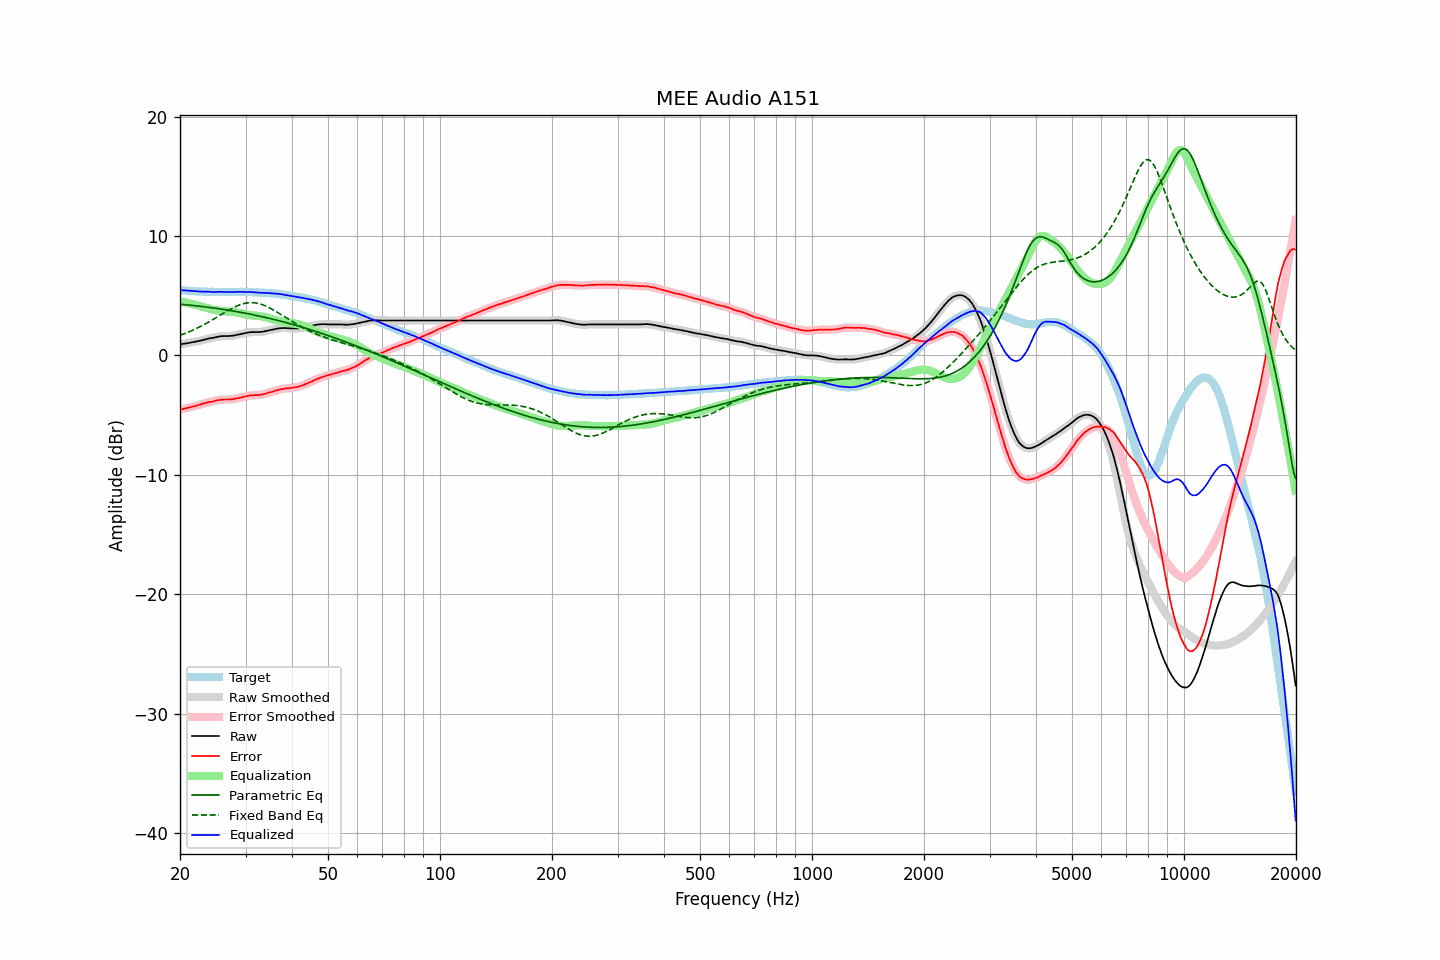 MEE Audio A151
20
10
0
−10
−20
−30
−40
Amplitude (dBr)
Target
Raw Smoothed
Error Smoothed
Raw
Error
Equalization
Parametric Eq
Fixed Band Eq
Equalized
20 50 100 200 500 1000 2000 5000 10000 20000
Frequency (Hz)